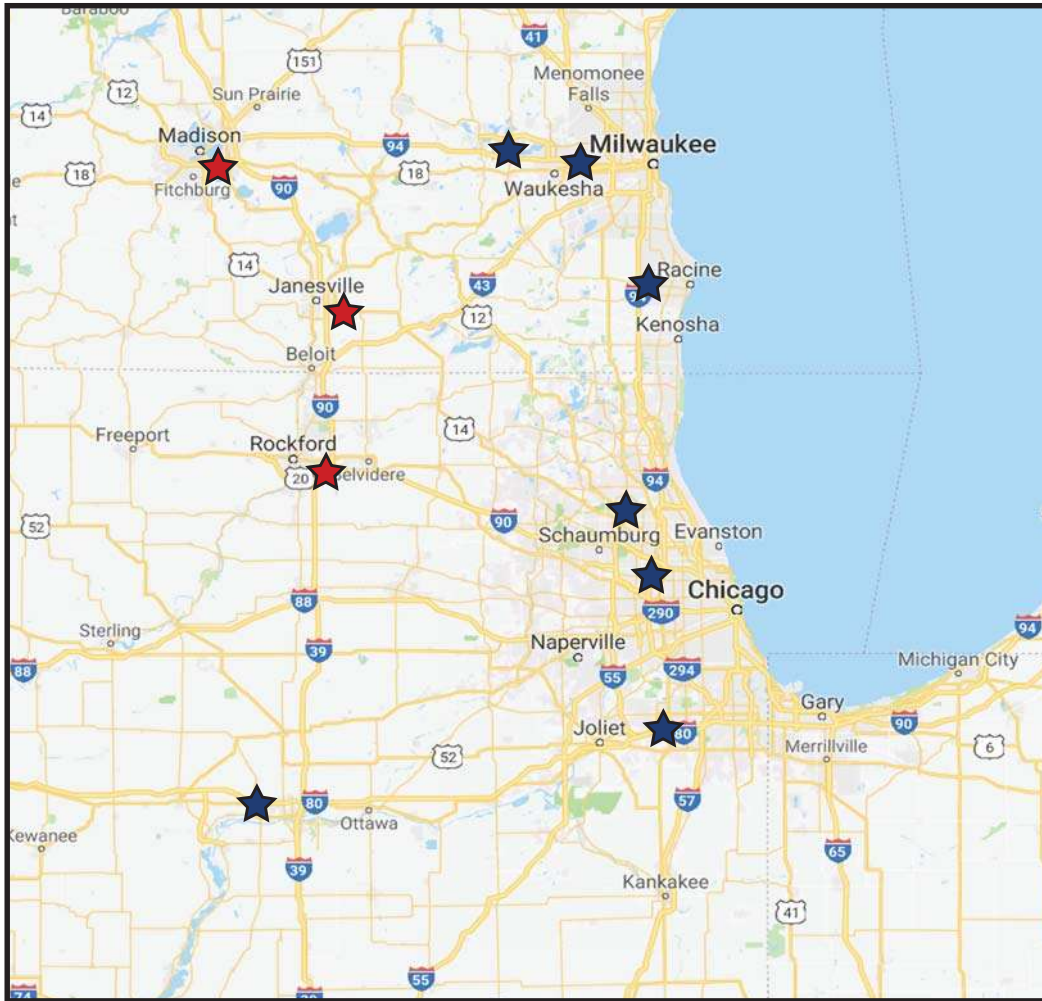 Baraboo
41
151
Menomonee
Falls
12
Sun Prairie
14
Madison
94
Milwaukee
18
Fitchburg
90
18
Waukesha
14
43
Racine
Janesville
12
Kenosha
Beloit
90
Freeport
14
Rockford
20
Belvidere
94
52
90
Schaumburg
Evanston
Chicago
88
290
Sterling
94
39
Naperville
294
Michigan City
88
55
Gary
90
Joliet
80
6
52
Merrillville
80
Ottawa
57
Kewanee
39
65
Kankakee
41
55
74